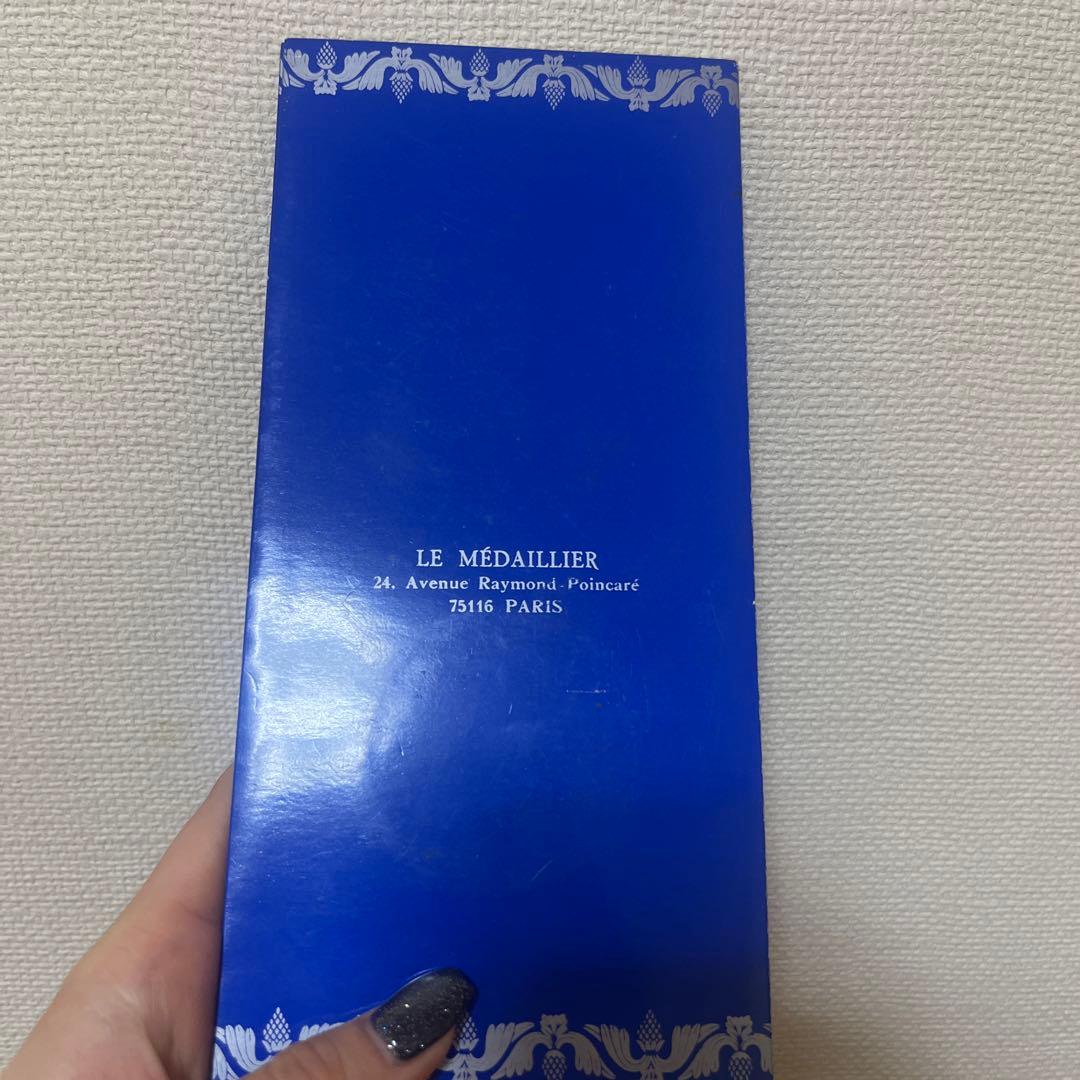 LE MÉDAILLIER
24, Avenue Raymond-Poincaré
75116 PARIS